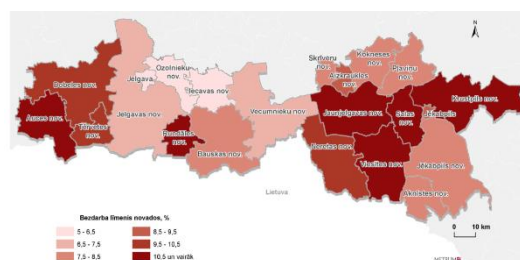 N
Skrīveru nov.
Kokneses nov.
Pļaviņu nov.
Aizkraukles nov.
Ozolnieku nov.
Jelgava
Iecavas nov.
Dobeles nov.
Vecumnieku nov.
Krustpils nov.
Auces nov.
Tērvetes nov.
Jelgavas nov.
Jaunjelgavas nov.
Salas nov.
Jēkabpils
Rundāles nov.
Bauskas nov.
Neretas nov.
Viesītes nov.
Jēkabpils nov.
Aknīstes nov.
Lietuva
Bezdarba līmenis novados, %
5 - 6,5
6,5 - 7,5
7,5 - 8,5
8,5 - 9,5
9,5 - 10,5
10,5 un vairāk
0 10 km